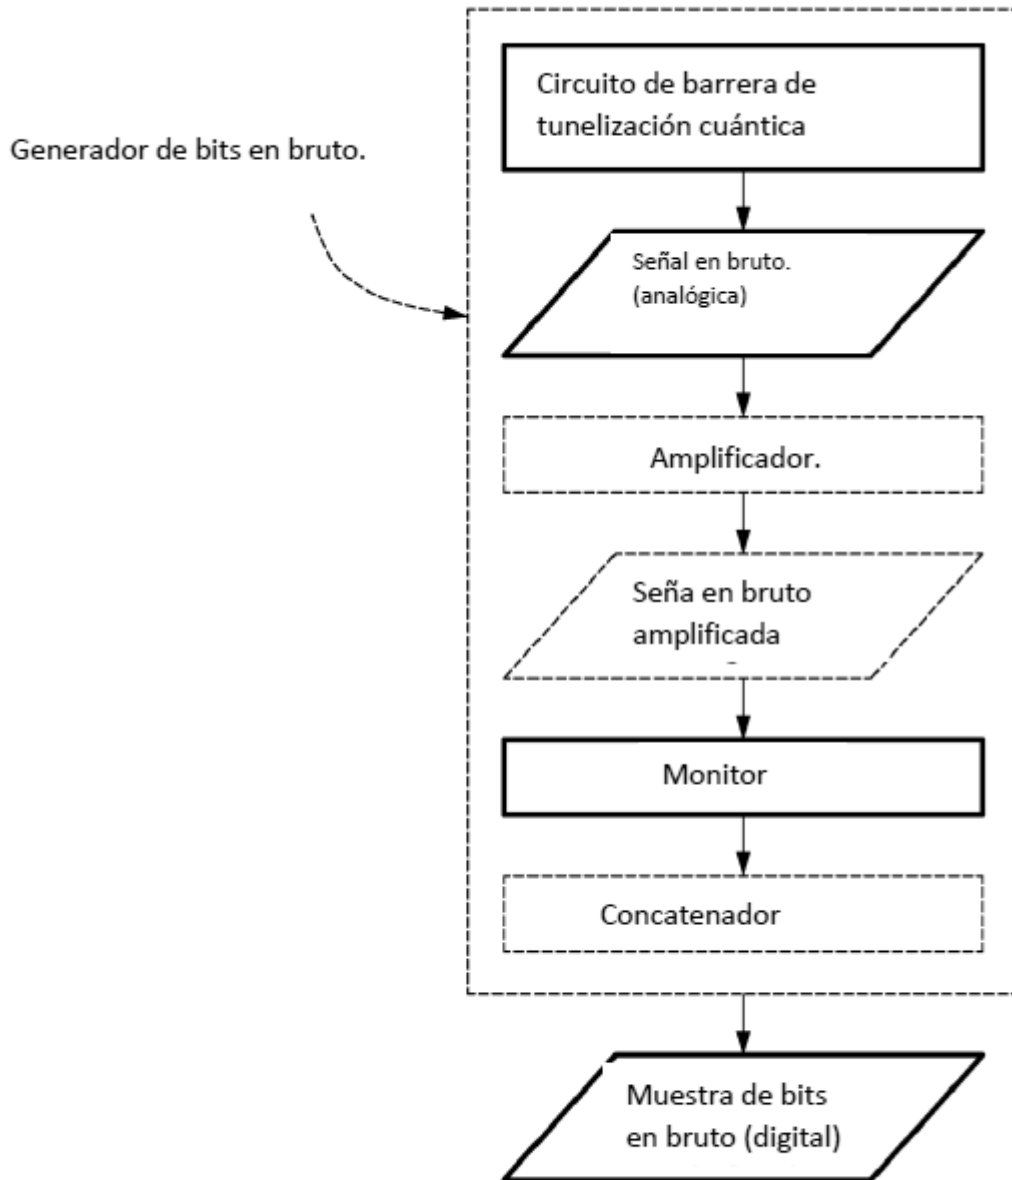 Circuito de barrera de
tunelización cuántica
Generador de bits en bruto.
Señal en bruto.
(analógica)
Amplificador.
Seña en bruto
amplificada
Monitor
Concatenador
Muestra de bits
en bruto (digital)